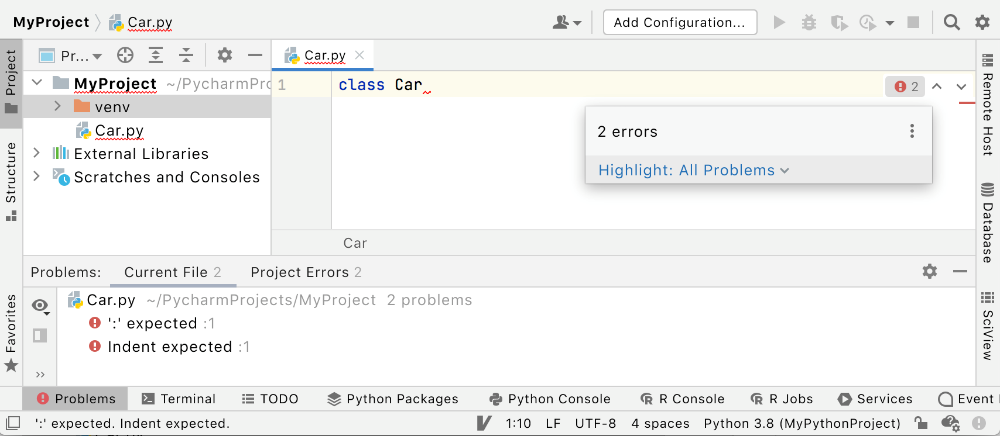 MyProject Car.py Add Configuration...
Project
Pr...
Car.py
MyProject ~/PycharmPro
venv
Car.py
External Libraries
Scratches and Consoles
1 class Car
2
2 errors
Highlight: All Problems
Car
Structure
Favorites
Remote Host
Database
SciView
Problems: Current File 2 Project Errors 2
Car.py ~/PycharmProjects/MyProject 2 problems
':' expected :1
Indent expected :1
Problems Terminal TODO Python Packages Python Console R Console R Jobs Services Event
':' expected. Indent expected. 1:10 LF UTF-8 4 spaces Python 3.8 (MyPythonProject)